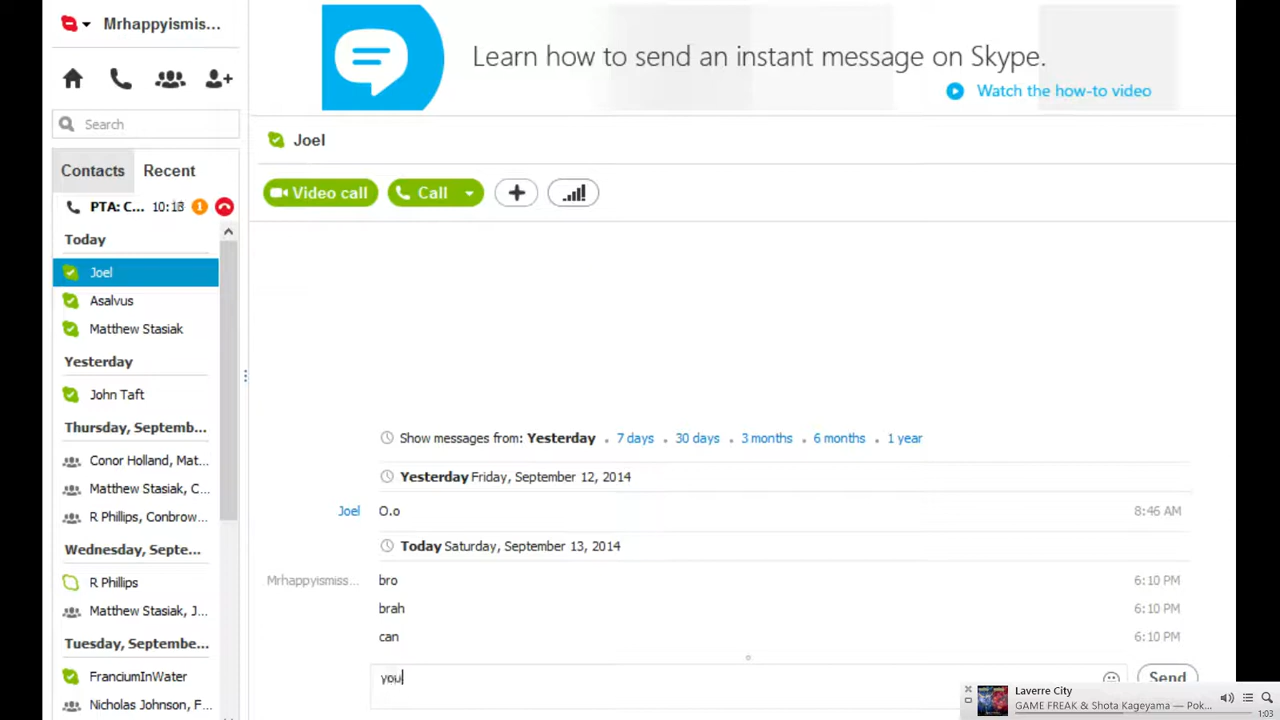 Mrhappyismis...
Search
Contacts
Recent
PTA: C... 10:18 1
Today
Joel
Asalvus
Matthew Stasiak
Yesterday
John Taft
Thursday, Septemb...
Conor Holland, Mat...
Matthew Stasiak, C...
R Phillips, Conbrow...
Wednesday, Septe...
R Phillips
Matthew Stasiak, J...
Tuesday, Septembe...
FranciumInWater
Nicholas Johnson, F...
Learn how to send an instant message on Skype.
Watch the how-to video
Joel
Video call
Call
Show messages from: Yesterday . 7 days . 30 days . 3 months . 6 months . 1 year
Yesterday Friday, September 12, 2014
Joel O.o 8:46 AM
Today Saturday, September 13, 2014
Mrhappyismiss... bro 6:10 PM
brah 6:10 PM
can 6:10 PM
you
Send
Laverre City
GAME FREAK & Shota Kageyama — Pok...
1:03